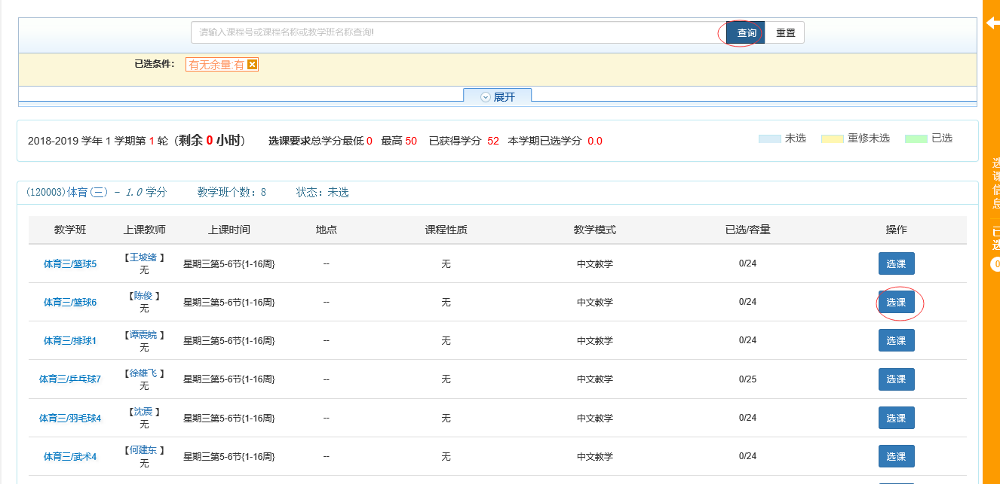 请输入课程号或课程名称或教学班名称查询!
查询 重置
已选条件： 有无余量:有
展开
2018-2019 学年 1 学期第 1 轮（剩余 0 小时） 选课要求总学分最低 0 最高 50 已获得学分 52 本学期已选学分 0.0 未选 重修未选 已选
(120003)体育(三) - 1.0 学分 教学班个数：8 状态：未选
教学班 上课教师 上课时间 地点 课程性质 教学模式 已选/容量 操作
体育三/篮球5 【王坡绪 】 无 星期三第5-6节{1-16周} -- 无 中文教学 0/24 选课
体育三/篮球6 【陈俊 】 无 星期三第5-6节{1-16周} -- 无 中文教学 0/24 选课
体育三/排球1 【谭震皖 】 无 星期三第5-6节{1-16周} -- 无 中文教学 0/24 选课
体育三/乒乓球7 【徐雄飞 】 无 星期三第5-6节{1-16周} -- 无 中文教学 0/25 选课
体育三/羽毛球4 【沈震 】 无 星期三第5-6节{1-16周} -- 无 中文教学 0/24 选课
体育三/武术4 【何建东 】 无 星期三第5-6节{1-16周} -- 无 中文教学 0/24 选课
选课信息
已选
0